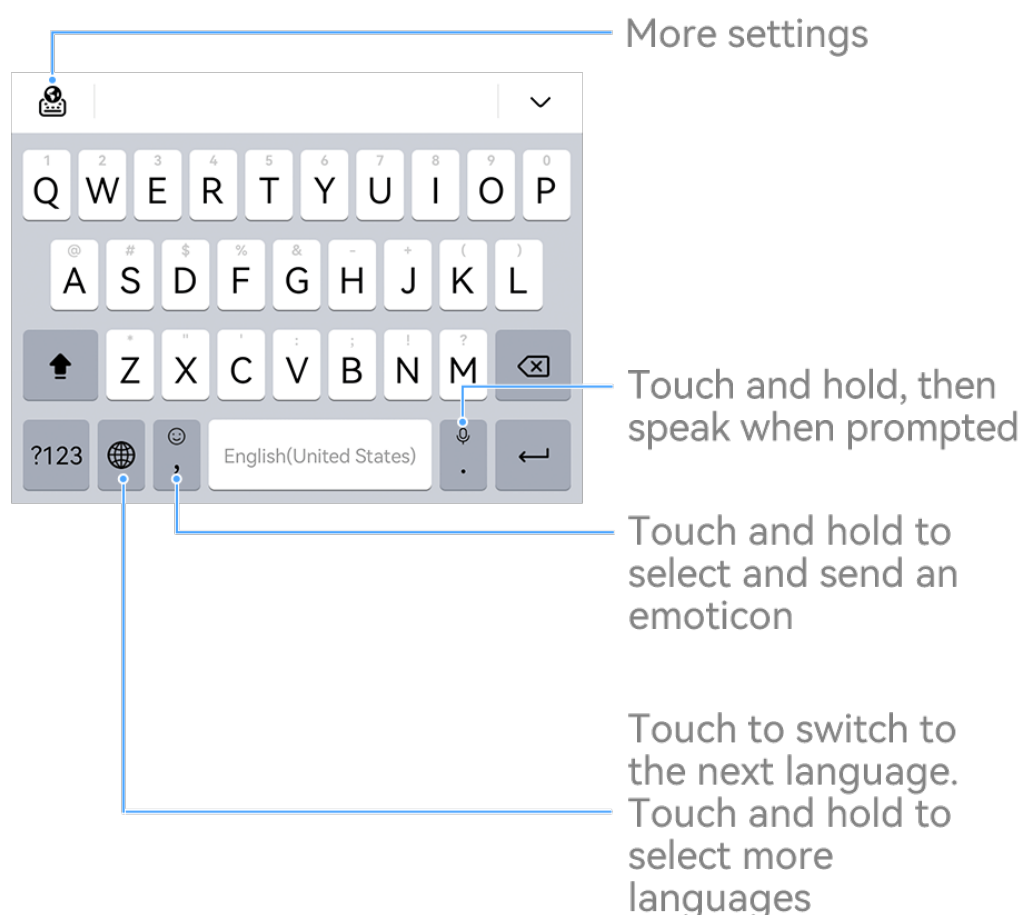 More settings
1 2 3 4 5 6 7 8 9 0
Q W E R T Y U I O P
@ # $ % & - + ( )
A S D F G H J K L
* " ' : ; ! ?
Z X C V B N M
Touch and hold, then
speak when prompted
?123 , English(United States) .
Touch and hold to
select and send an
emoticon
Touch to switch to
the next language.
Touch and hold to
select more
languages